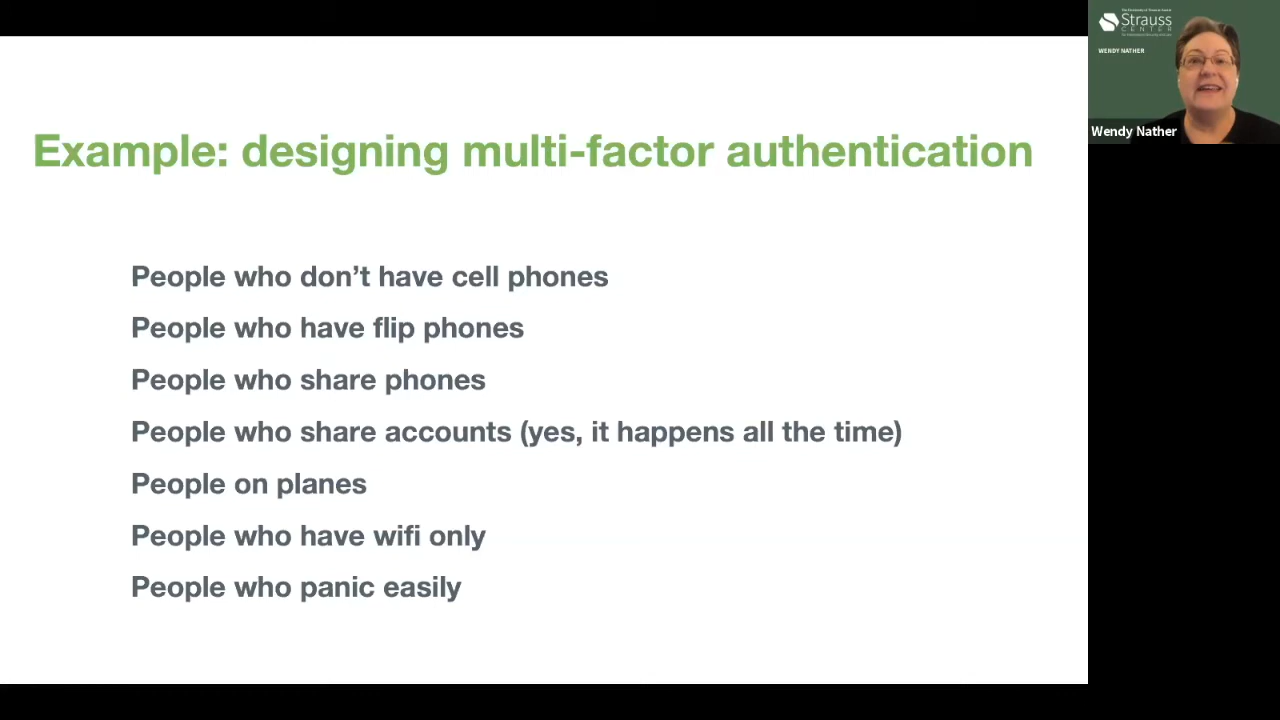 Example: designing multi-factor authentication
People who don’t have cell phones
People who have flip phones
People who share phones
People who share accounts (yes, it happens all the time)
People on planes
People who have wifi only
People who panic easily
Strauss
CENTER
WENDY NATHER
Wendy Nather